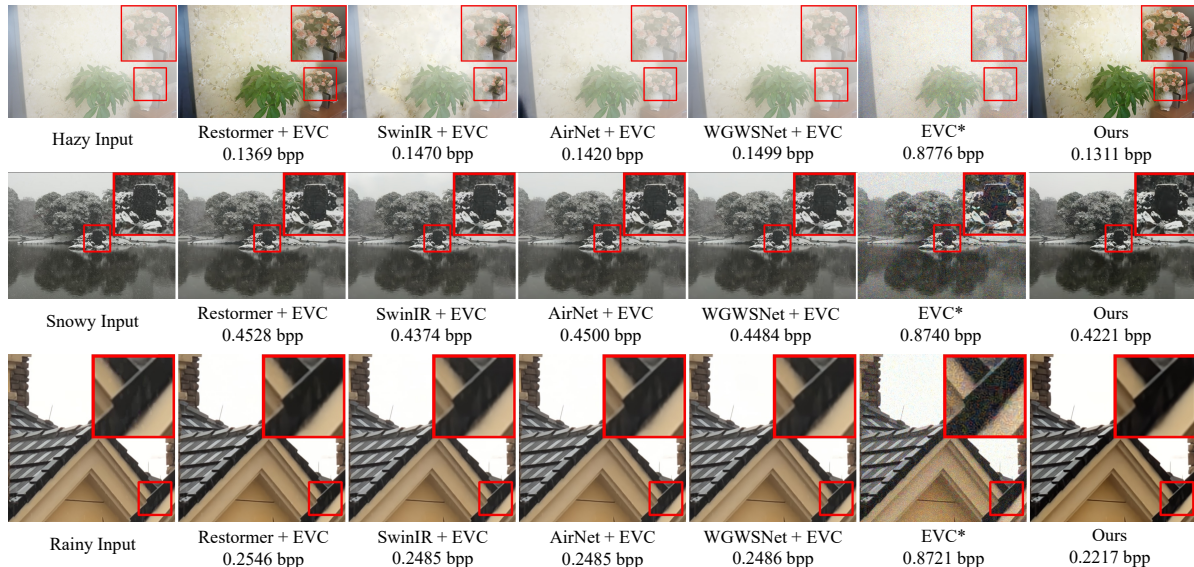 Hazy Input
Restormer + EVC
0.1369 bpp
SwinIR + EVC
0.1470 bpp
AirNet + EVC
0.1420 bpp
WGWSNet + EVC
0.1499 bpp
EVC*
0.8776 bpp
Ours
0.1311 bpp
Snowy Input
Restormer + EVC
0.4528 bpp
SwinIR + EVC
0.4374 bpp
AirNet + EVC
0.4500 bpp
WGWSNet + EVC
0.4484 bpp
EVC*
0.8740 bpp
Ours
0.4221 bpp
Rainy Input
Restormer + EVC
0.2546 bpp
SwinIR + EVC
0.2485 bpp
AirNet + EVC
0.2485 bpp
WGWSNet + EVC
0.2486 bpp
EVC*
0.8721 bpp
Ours
0.2217 bpp